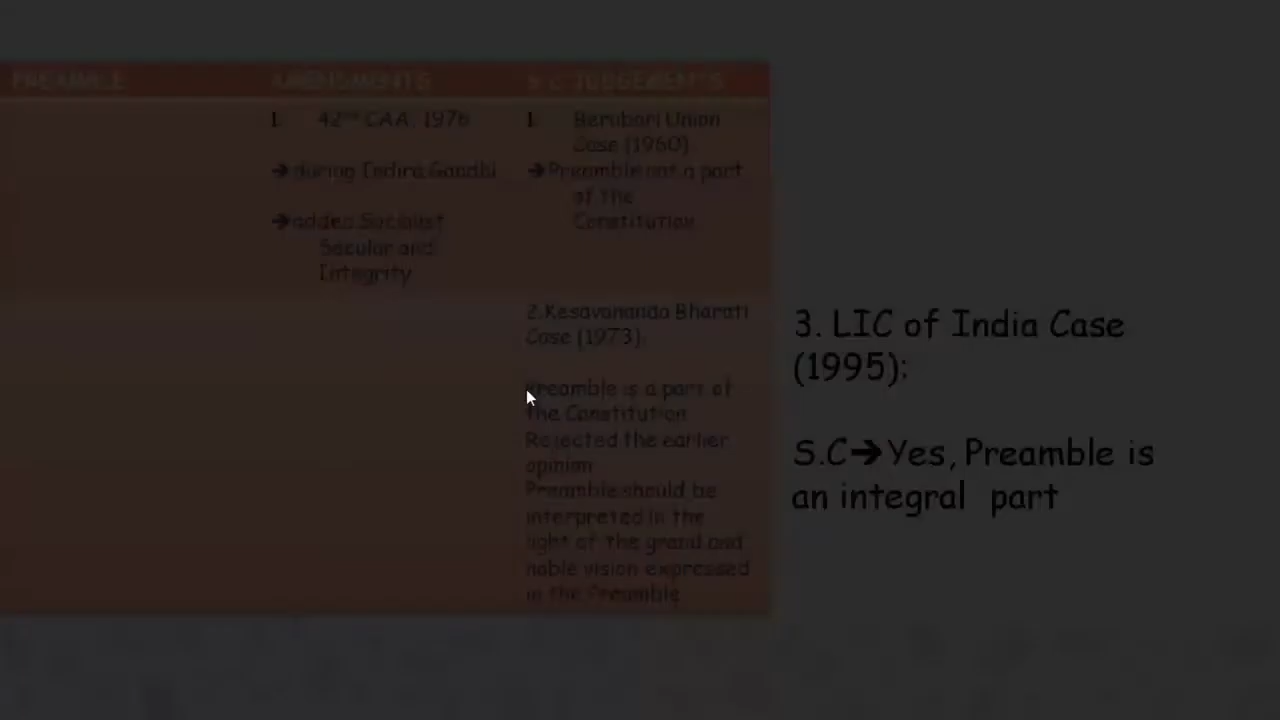 PREAMBLE
AMENDMENTS
S.C JUDGEMENTS
1. 42nd CAA, 1976
➔during Indira Gandhi
➔added Socialist
Secular and
Integrity
1. Berubari Union
Case (1960)
➔Preamble not a part
of the
Constitution
2.Kesavananda Bharati
Case (1973)
Preamble is a part of
the Constitution
Rejected the earlier
opinion
Preamble should be
interpreted in the
light of the grand and
noble vision expressed
in the Preamble
3. LIC of India Case
(1995):
S.C➔Yes, Preamble is
an integral part